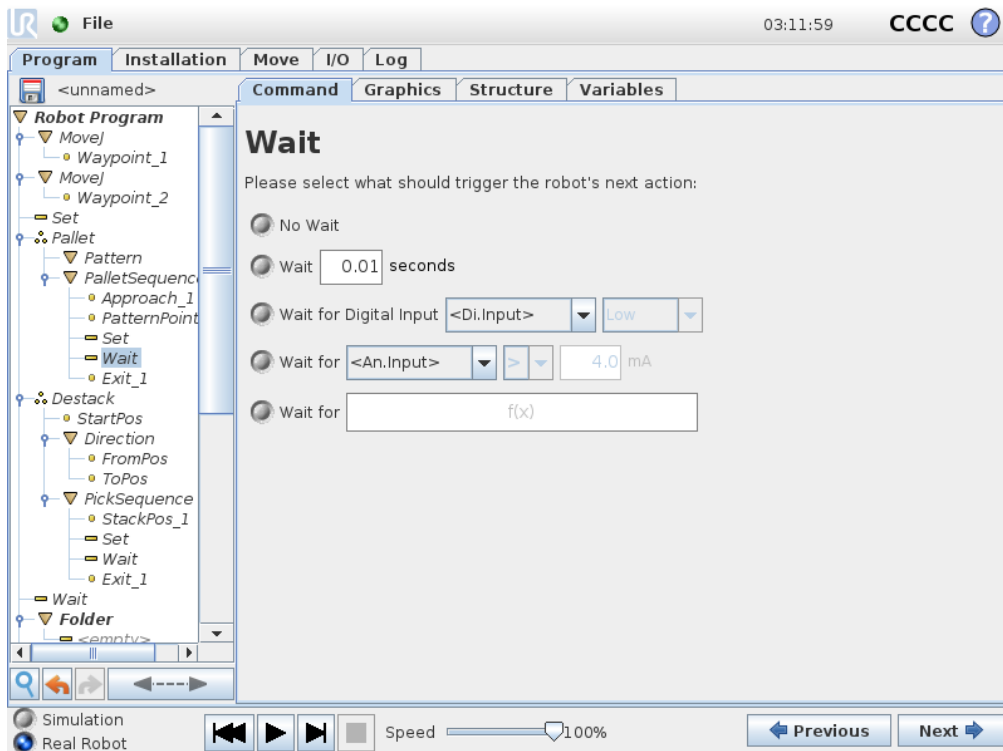 UR File 03:11:59 CCCC ?
Program Installation Move I/O Log
<unnamed>
Command Graphics Structure Variables
Robot Program
MoveJ
Waypoint_1
MoveJ
Waypoint_2
Set
Pallet
Pattern
PalletSequenc
Approach_1
PatternPoint
Set
Wait
Exit_1
Destack
StartPos
Direction
FromPos
ToPos
PickSequence
StackPos_1
Set
Wait
Exit_1
Wait
Folder
<empty>
Wait
Please select what should trigger the robot's next action:
No Wait
Wait 0.01 seconds
Wait for Digital Input <Di.Input> Low
Wait for <An.Input> > 4.0 mA
Wait for f(x)
Simulation
Real Robot
Speed 100%
Previous Next